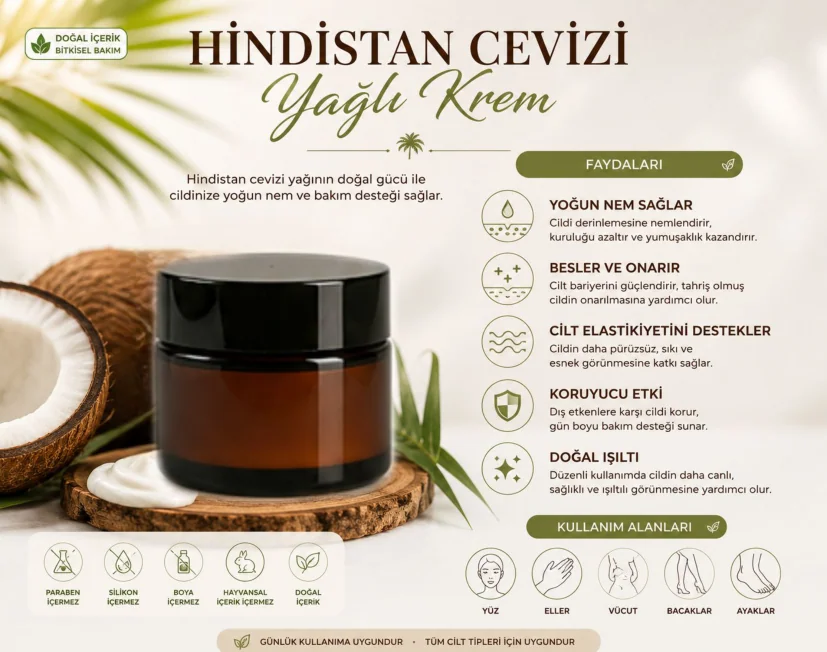 DOĞAL İÇERİK
BİTKİSEL BAKIM
HİNDİSTAN CEVİZİ
Yağlı Krem
Hindistan cevizi yağının doğal gücü ile
cildinize yoğun nem ve bakım desteği sağlar.
FAYDALARI
YOĞUN NEM SAĞLAR
Cildi derinlemesine nemlendirir,
kuruluğu azaltır ve yumuşaklık kazandırır.
BESLER VE ONARIR
Cilt bariyerini güçlendirir, tahriş olmuş
cildin onarılmasına yardımcı olur.
CİLT ELASTİKİYETİNİ DESTEKLER
Cildin daha pürüzsüz, sıkı ve
esnek görünmesine katkı sağlar.
KORUYUCU ETKİ
Dış etkenlere karşı cildi korur,
gün boyu bakım desteği sunar.
DOĞAL IŞILTI
Düzenli kullanımda cildin daha canlı,
sağlıklı ve ışıltılı görünmesine yardımcı olur.
KULLANIM ALANLARI
YÜZ
ELLER
VÜCUT
BACAKLAR
AYAKLAR
PARABEN
İÇERMEZ
SİLİKON
İÇERMEZ
BOYA
İÇERMEZ
HAYVANSAL
İÇERİK İÇERMEZ
DOĞAL
İÇERİK
GÜNLÜK KULLANIMA UYGUNDUR · TÜM CİLT TİPLERİ İÇİN UYGUNDUR